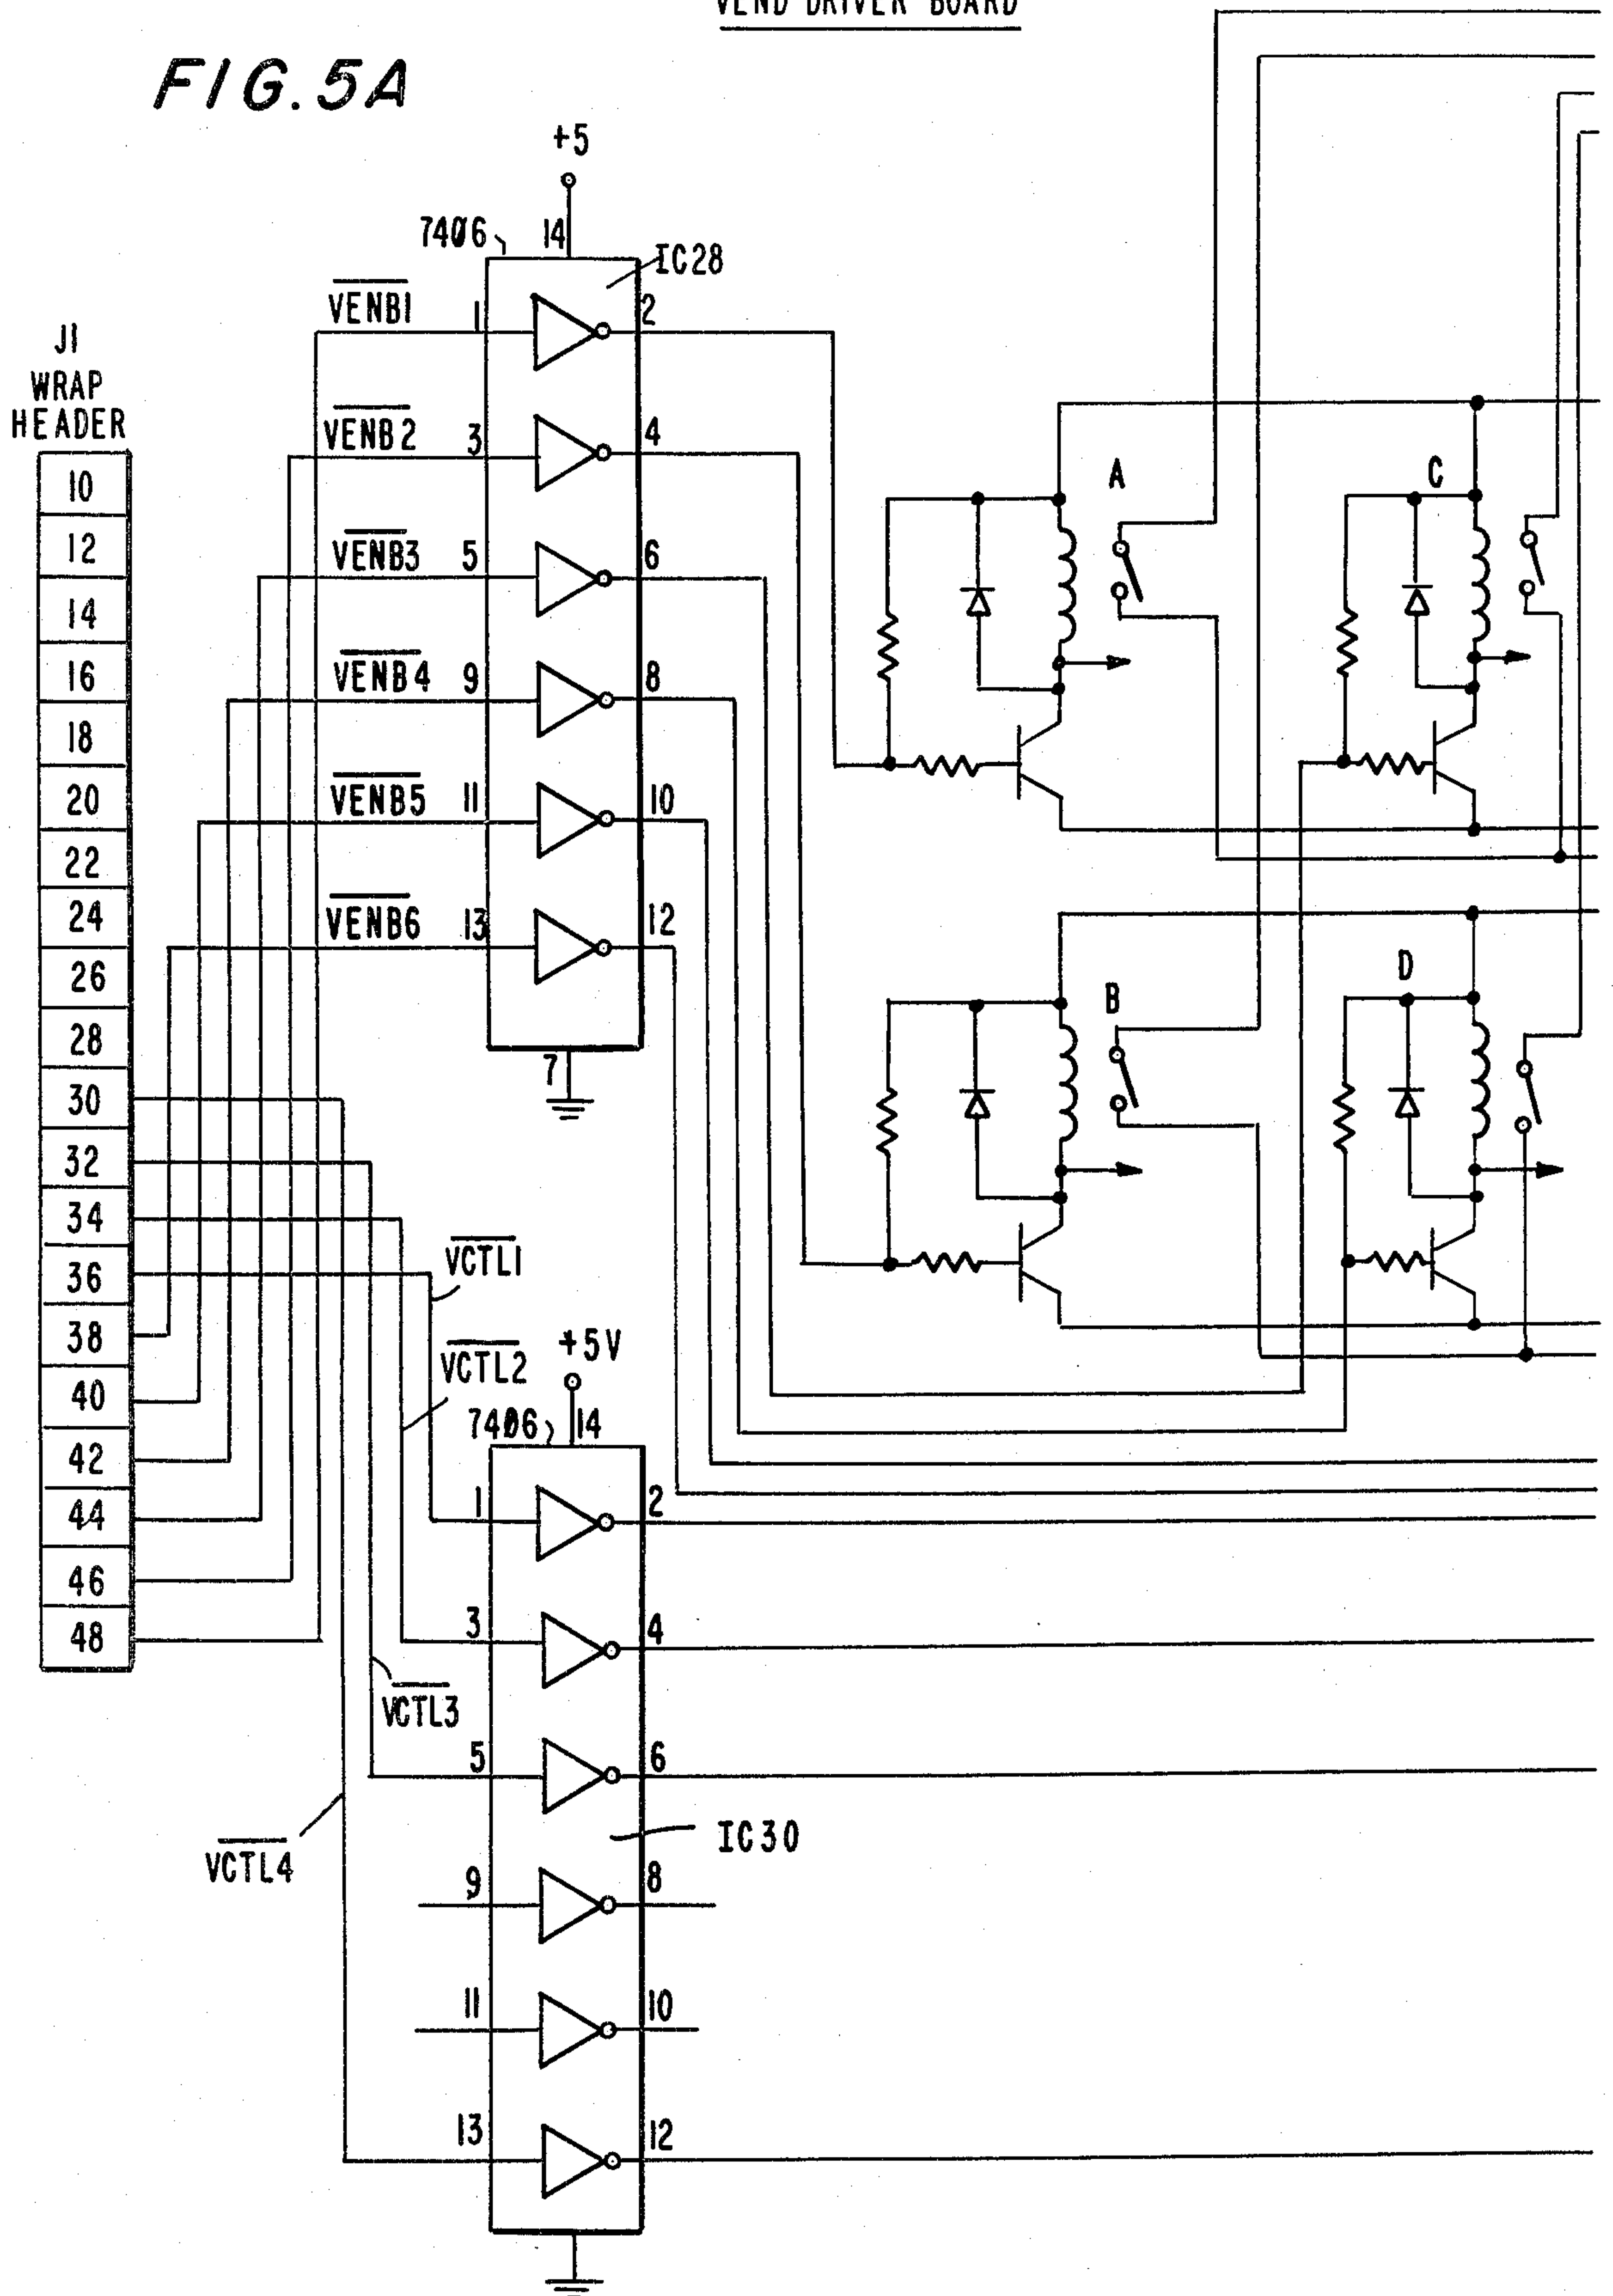 VEND DRIVER BOARD
FIG. 5A
+5
7406
14
IC28
VENB1
1
2
J1
WRAP
HEADER
VENB2
3
4
VENB3
5
6
VENB4
9
8
VENB5
11
10
VENB6
13
12
7
10
12
14
16
18
20
22
24
26
28
30
32
34
36
38
40
42
44
46
48
A
C
B
D
VCTL1
VCTL2
+5V
7406
14
1
2
3
4
VCTL3
5
6
IC30
VCTL4
9
8
11
10
13
12